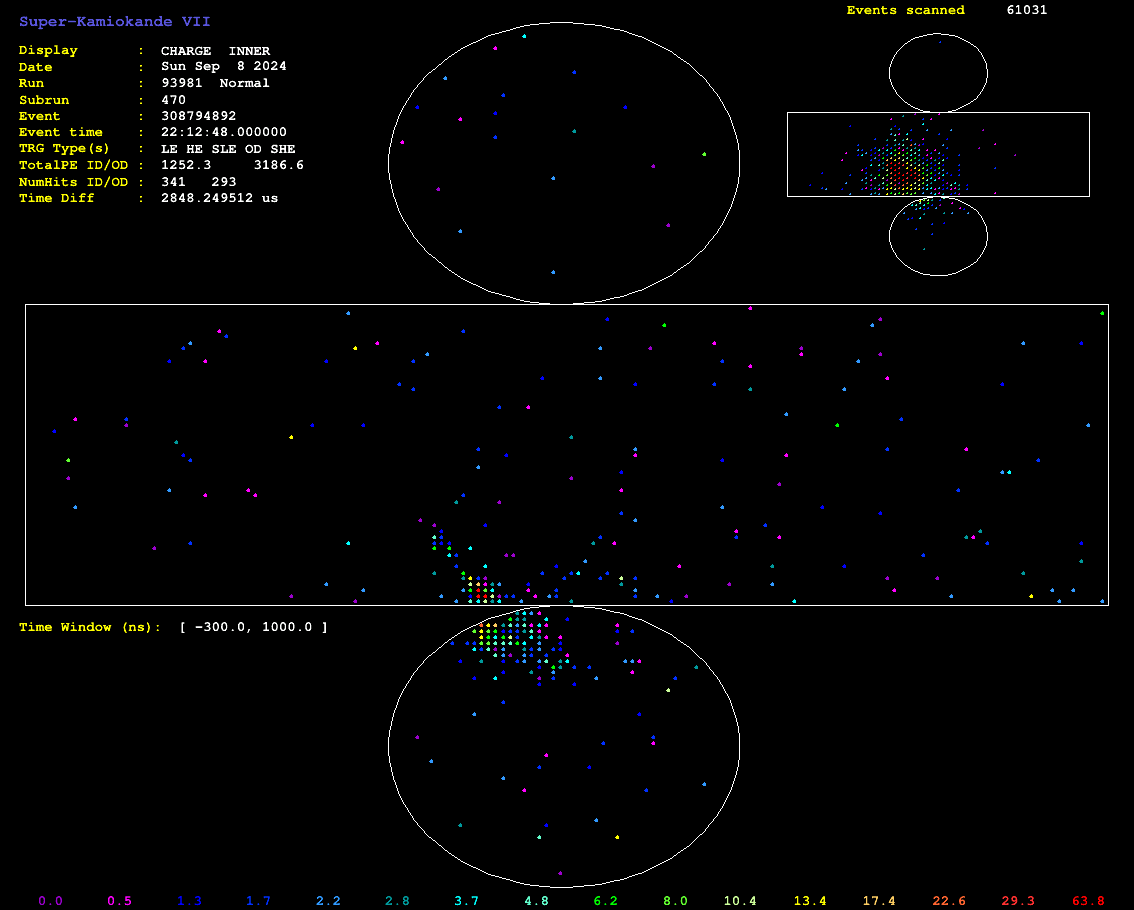 Super-Kamiokande VII
Events scanned 61031
Display : CHARGE INNER
Date : Sun Sep 8 2024
Run : 93981 Normal
Subrun : 470
Event : 308794892
Event time : 22:12:48.000000
TRG Type(s) : LE HE SLE OD SHE
TotalPE ID/OD : 1252.3 3186.6
NumHits ID/OD : 341 293
Time Diff : 2848.249512 us
Time Window (ns): [ -300.0, 1000.0 ]
0.0 0.5 1.3 1.7 2.2 2.8 3.7 4.8 6.2 8.0 10.4 13.4 17.4 22.6 29.3 63.8